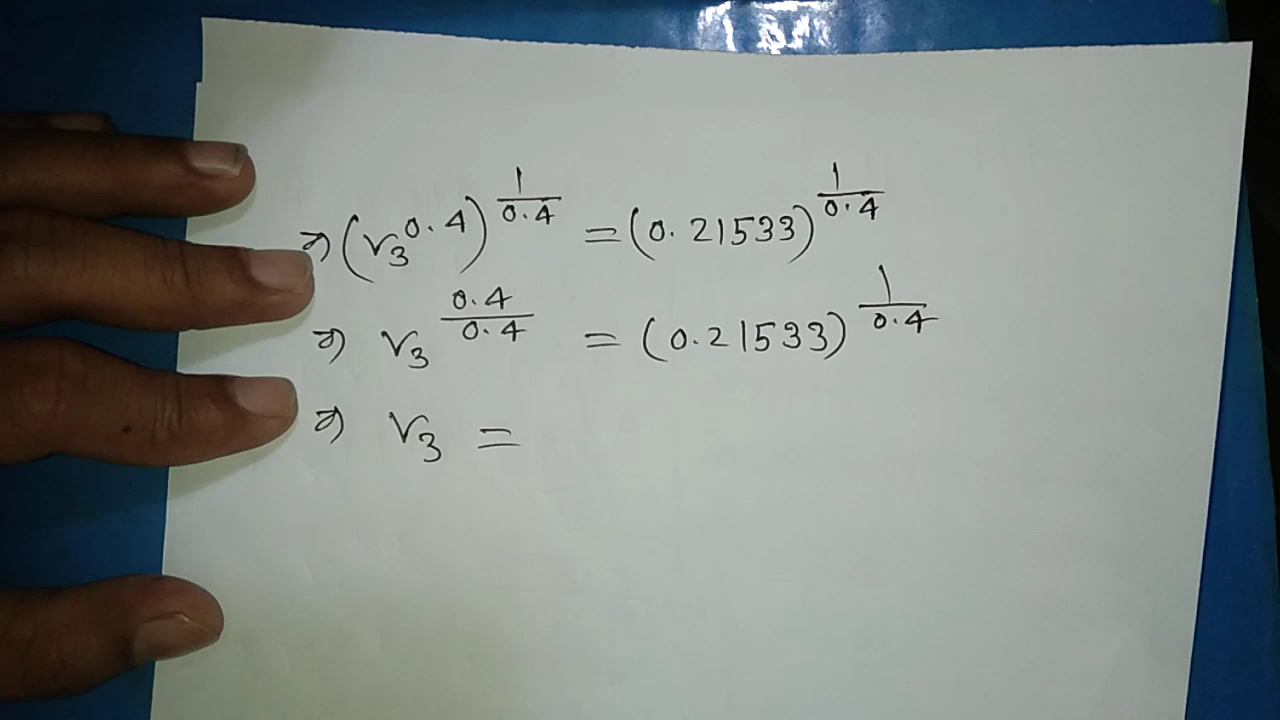 ⇒ (v₃^0.4)^(1/0.4) = (0.21533)^(1/0.4)
⇒ v₃^(0.4/0.4) = (0.21533)^(1/0.4)
⇒ v₃ =